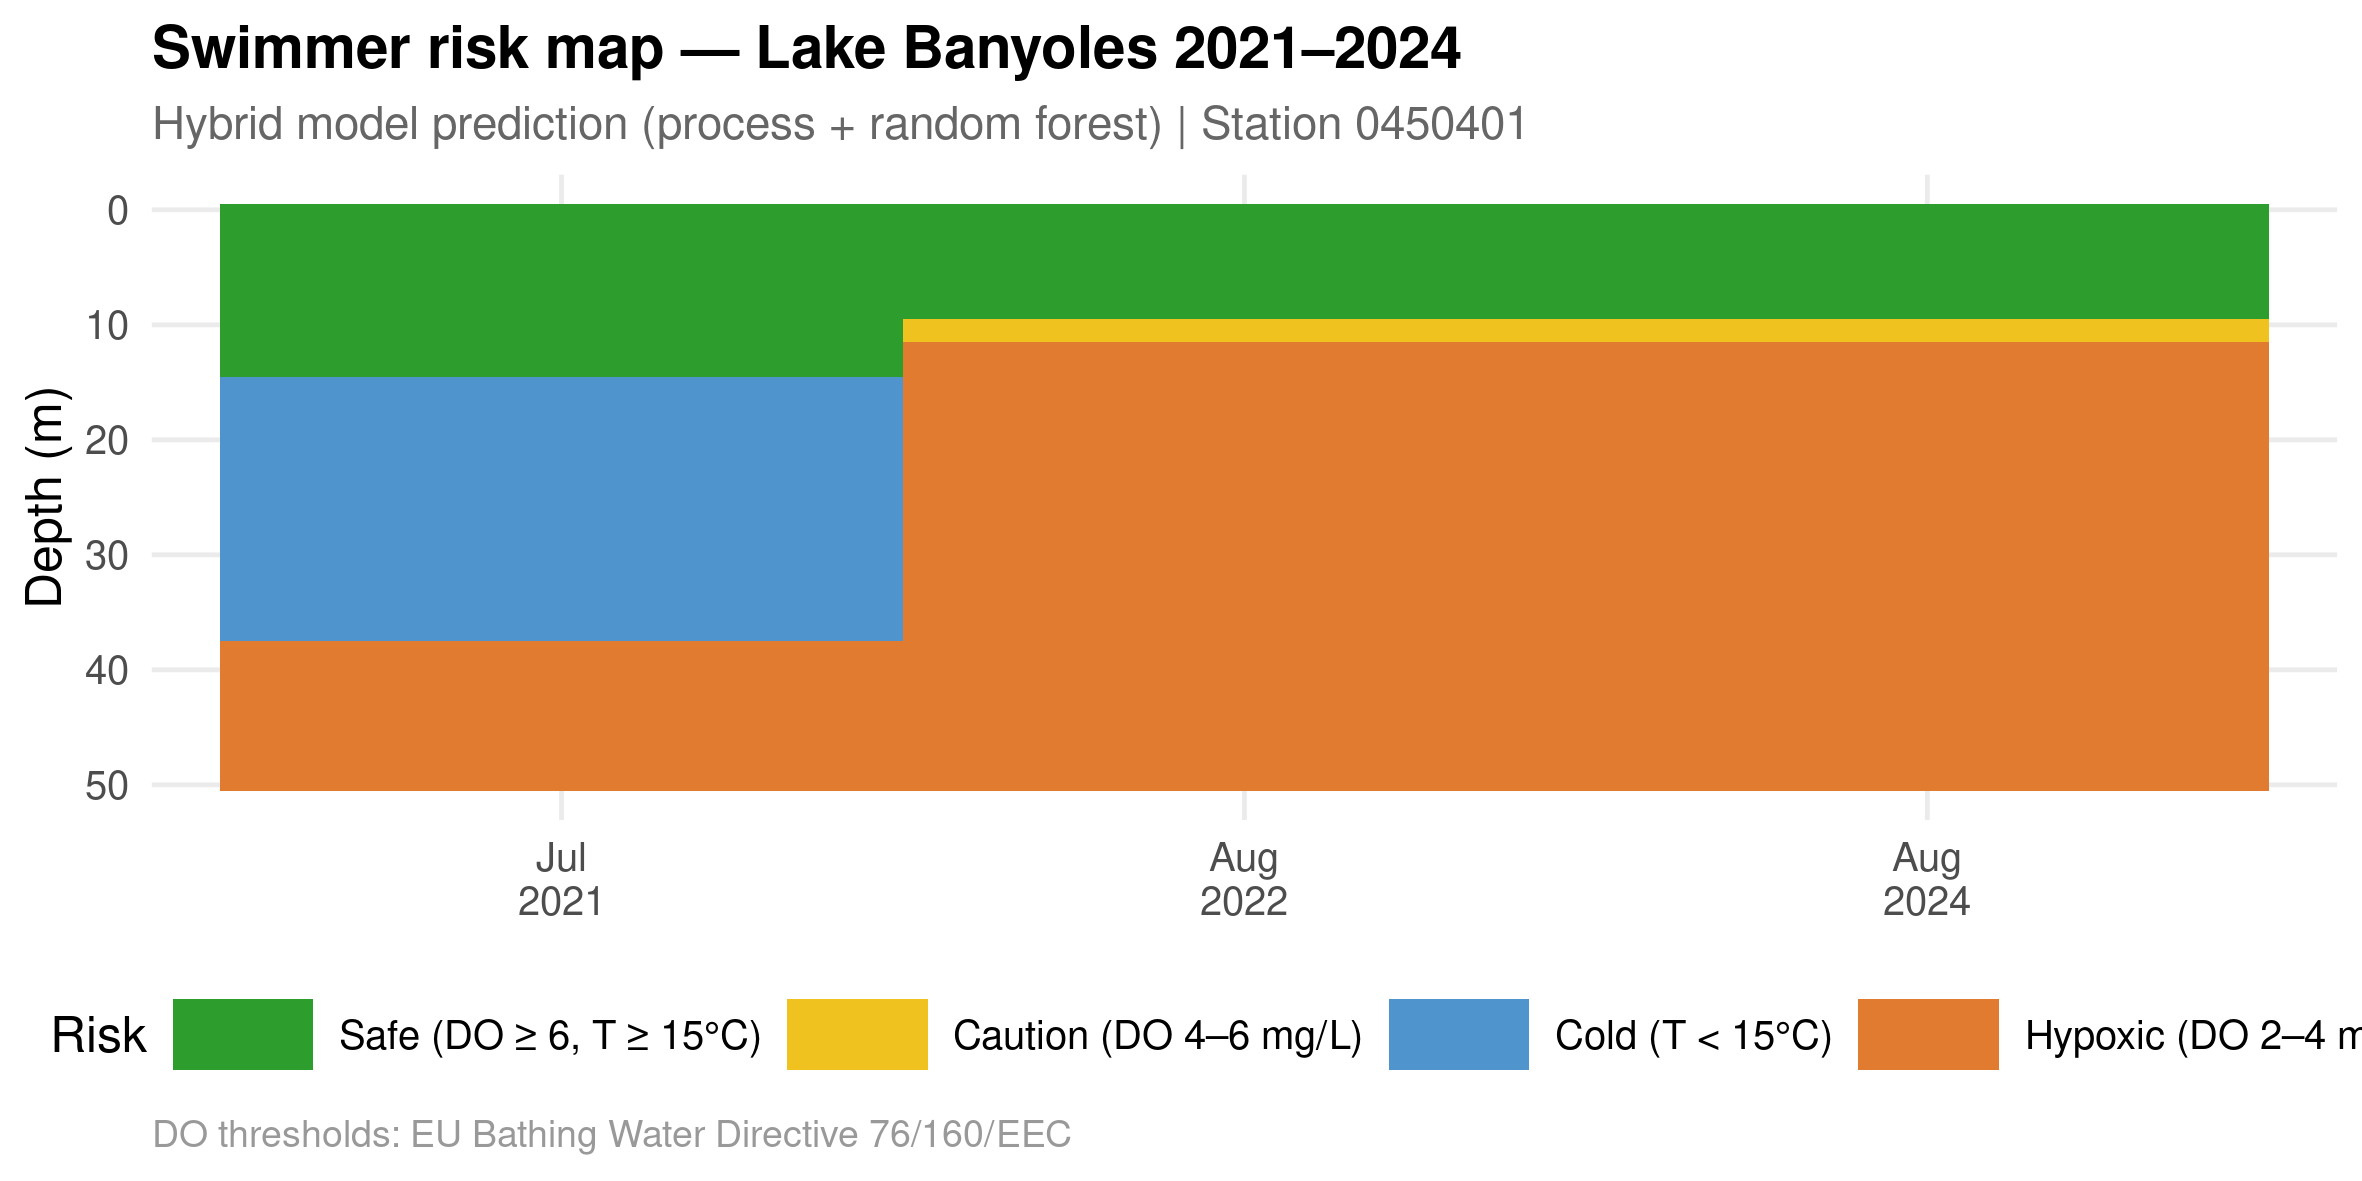 Swimmer risk map — Lake Banyoles 2021–2024
Hybrid model prediction (process + random forest) | Station 0450401
Depth (m)
0
10
20
30
40
50
Jul
2021
Aug
2022
Aug
2024
Risk
Safe (DO ≥ 6, T ≥ 15°C)
Caution (DO 4–6 mg/L)
Cold (T < 15°C)
Hypoxic (DO 2–4 m
DO thresholds: EU Bathing Water Directive 76/160/EEC